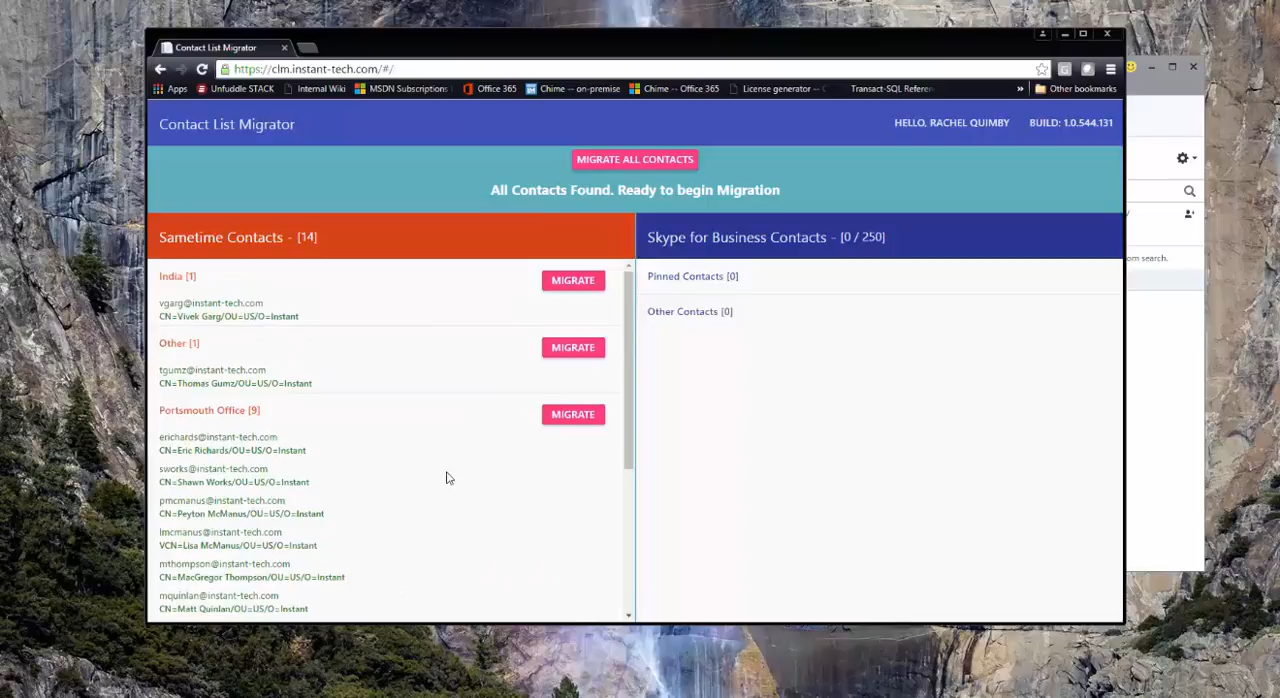 Contact List Migrator
https://clm.instant-tech.com/#/
Apps Unfuddle STACK Internal Wiki MSDN Subscriptions Office 365 Chime -- on-premise Chime -- Office 365 License generator -- Transact-SQL Refere » Other bookmarks
Contact List Migrator HELLO, RACHEL QUIMBY BUILD: 1.0.544.131
MIGRATE ALL CONTACTS
All Contacts Found. Ready to begin Migration
Sametime Contacts - [14] Skype for Business Contacts - [0 / 250]
India [1] MIGRATE Pinned Contacts [0]
vgarg@instant-tech.com
CN=Vivek Garg/OU=US/O=Instant
Other Contacts [0]
Other [1] MIGRATE
tgumz@instant-tech.com
CN=Thomas Gumz/OU=US/O=Instant
Portsmouth Office [9] MIGRATE
erichards@instant-tech.com
CN=Eric Richards/OU=US/O=Instant
sworks@instant-tech.com
CN=Shawn Works/OU=US/O=Instant
pmcmanus@instant-tech.com
CN=Peyton McManus/OU=US/O=Instant
lmcmanus@instant-tech.com
VCN=Lisa McManus/OU=US/O=Instant
mthompson@instant-tech.com
CN=MacGregor Thompson/OU=US/O=Instant
mquinlan@instant-tech.com
CN=Matt Quinlan/OU=US/O=Instant
om search.